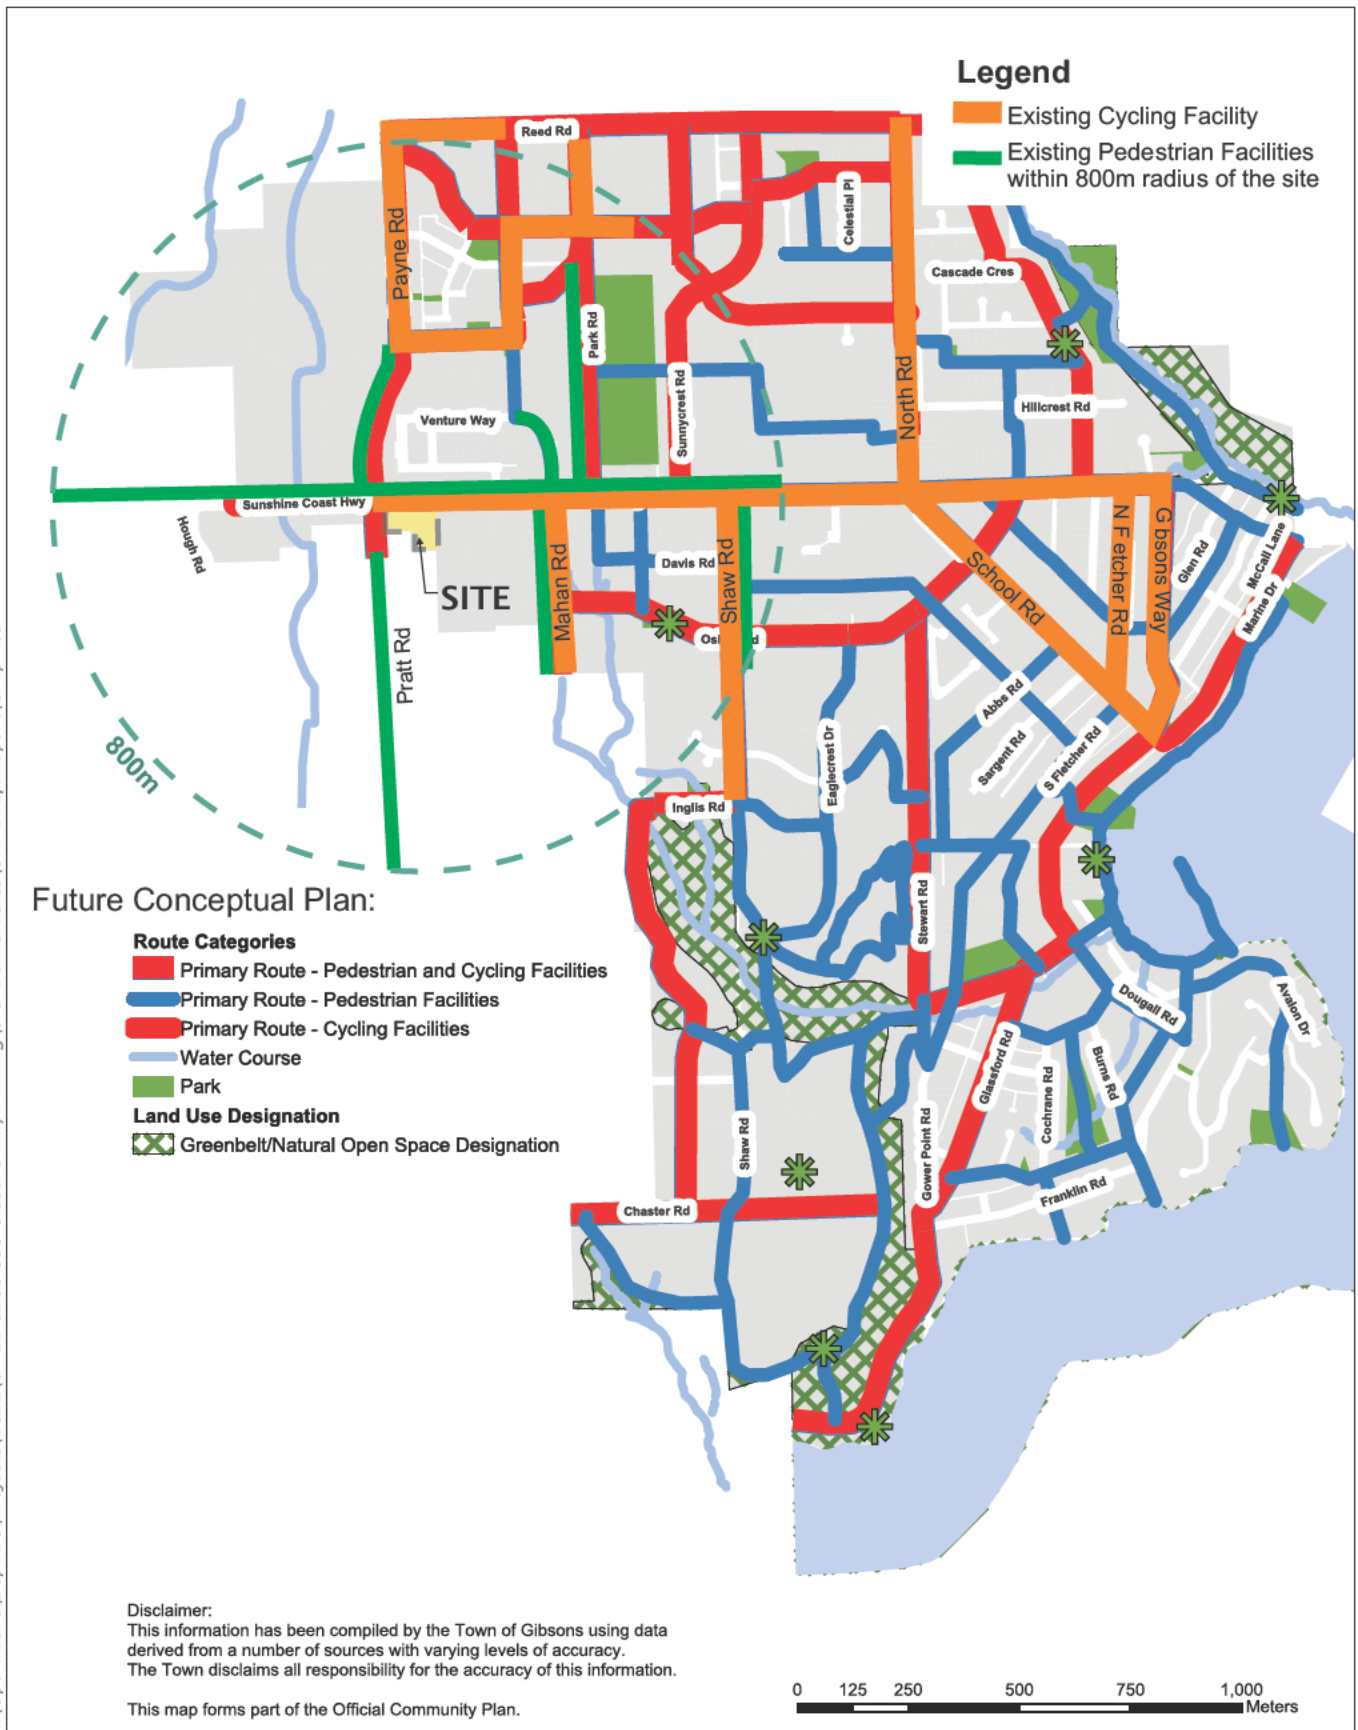 Legend
Existing Cycling Facility
Existing Pedestrian Facilities
within 800m radius of the site
Reed Rd
Payne Rd
Celestial Pl
Cascade Cres
Park Rd
Sunnycrest Rd
North Rd
Hillcrest Rd
Venture Way
Sunshine Coast Hwy
Hough Rd
SITE
Mahan Rd
Davis Rd
Shaw Rd
School Rd
N F etcher Rd
G bsons Way
Glen Rd
McCall Lane
Marine Dr
Pratt Rd
Abbs Rd
Sargent Rd
S Fletcher Rd
Eaglecrest Dr
800m
Inglis Rd
Stewart Rd
Future Conceptual Plan:
Route Categories
Primary Route - Pedestrian and Cycling Facilities
Primary Route - Pedestrian Facilities
Primary Route - Cycling Facilities
Water Course
Park
Land Use Designation
Greenbelt/Natural Open Space Designation
Dougall Rd
Avalon Dr
Glassford Rd
Cochrane Rd
Burns Rd
Shaw Rd
Gower Point Rd
Franklin Rd
Chaster Rd
Disclaimer:
This information has been compiled by the Town of Gibsons using data
derived from a number of sources with varying levels of accuracy.
The Town disclaims all responsibility for the accuracy of this information.
This map forms part of the Official Community Plan.
0 125 250 500 750 1,000
Meters